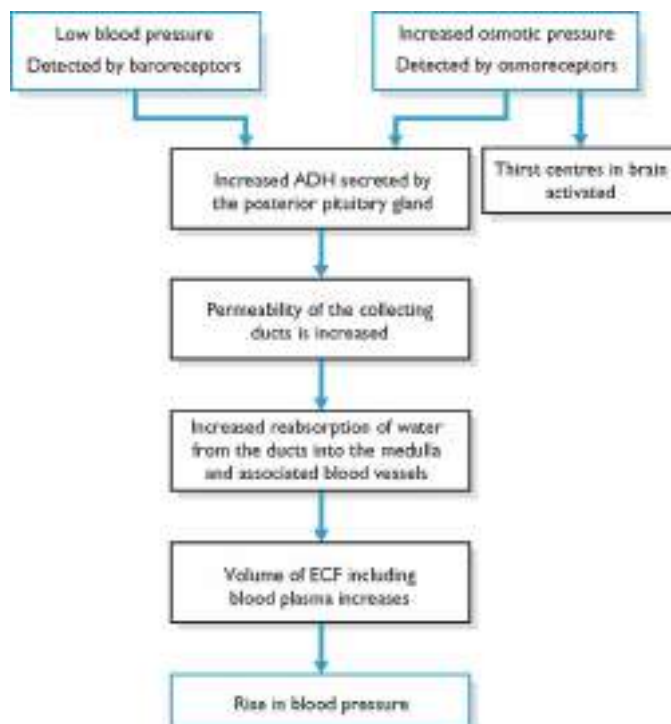 Low blood pressure
Detected by baroreceptors
Increased osmotic pressure
Detected by osmoreceptors
Increased ADH secreted by
the posterior pituitary gland
Thirst centres in brain
activated
Permeability of the collecting
ducts is increased
Increased reabsorption of water
from the ducts into the medulla
and associated blood vessels
Volume of ECF including
blood plasma increases
Rise in blood pressure